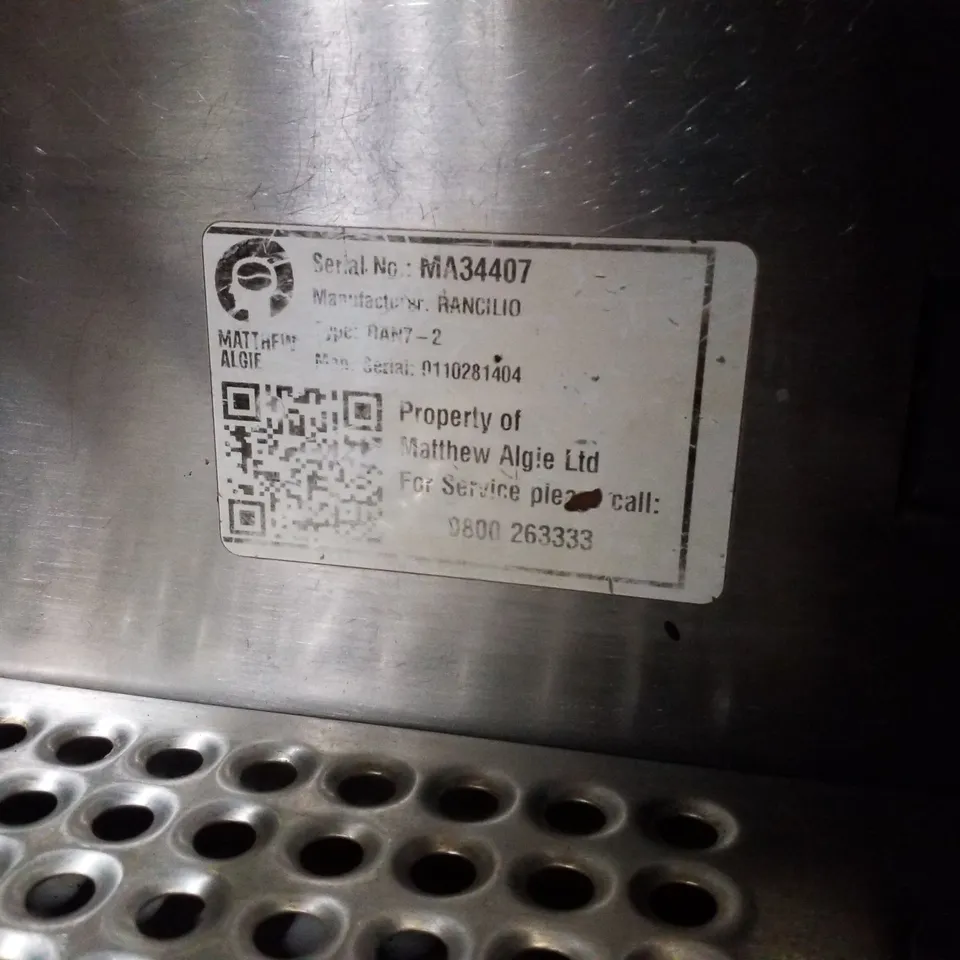 MATTHEW
ALGIE
Serial No.: MA34407
Manufacturer: RANCILIO
Type: RAN7-2
Man. Serial: 0110281404
Property of
Matthew Algie Ltd
For Service please call:
0800 263333